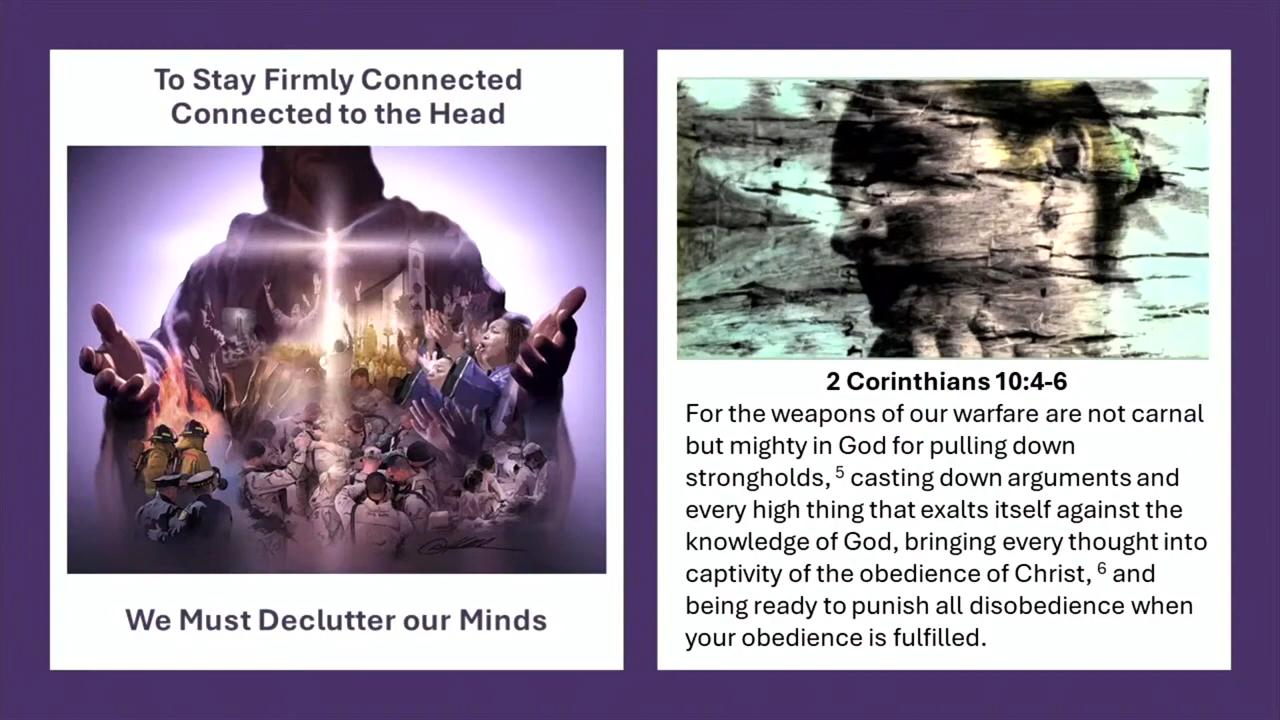 To Stay Firmly Connected
Connected to the Head
We Must Declutter our Minds
2 Corinthians 10:4-6
For the weapons of our warfare are not carnal
but mighty in God for pulling down
strongholds, 5 casting down arguments and
every high thing that exalts itself against the
knowledge of God, bringing every thought into
captivity of the obedience of Christ, 6 and
being ready to punish all disobedience when
your obedience is fulfilled.